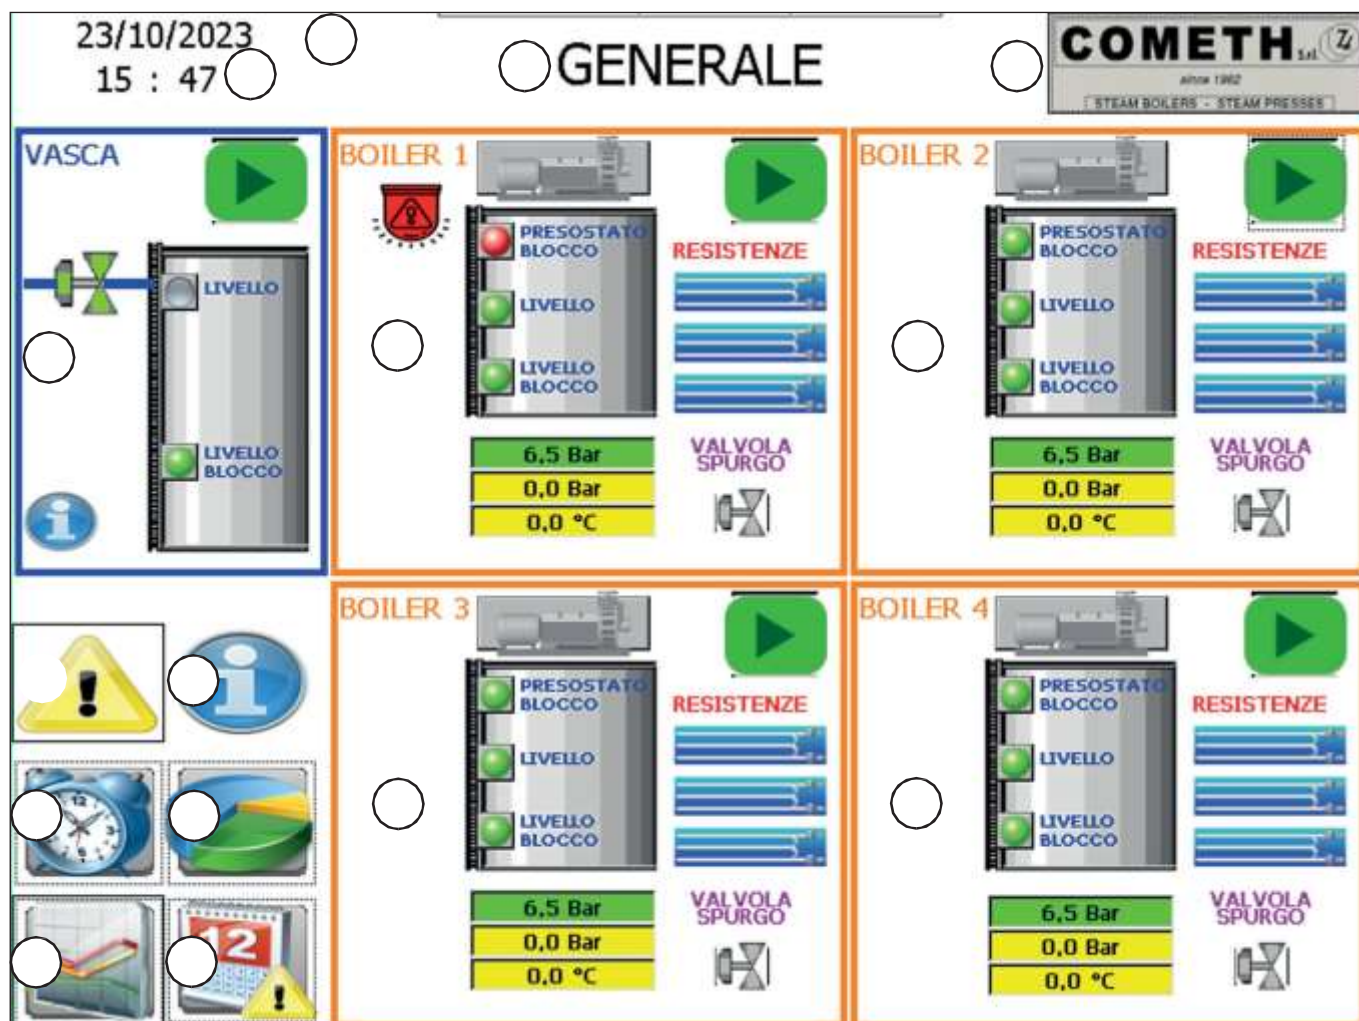 23/10/2023
15 : 47
GENERALE
COMETH S.r.l.
since 1962
STEAM BOILERS - STEAM PRESSES
VASCA
LIVELLO
LIVELLO
BLOCCO
BOILER 1
PRESOSTATO
BLOCCO
LIVELLO
LIVELLO
BLOCCO
RESISTENZE
6,5 Bar
0,0 Bar
0,0 °C
VALVOLA
SPURGO
BOILER 2
PRESOSTATO
BLOCCO
LIVELLO
LIVELLO
BLOCCO
RESISTENZE
6,5 Bar
0,0 Bar
0,0 °C
VALVOLA
SPURGO
BOILER 3
PRESOSTATO
BLOCCO
LIVELLO
LIVELLO
BLOCCO
RESISTENZE
6,5 Bar
0,0 Bar
0,0 °C
VALVOLA
SPURGO
BOILER 4
PRESOSTATO
BLOCCO
LIVELLO
LIVELLO
BLOCCO
RESISTENZE
6,5 Bar
0,0 Bar
0,0 °C
VALVOLA
SPURGO
12